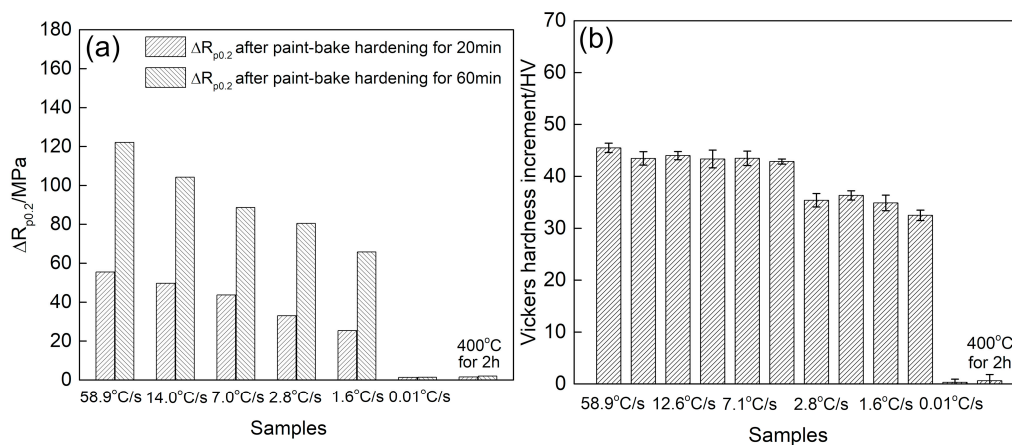 (a)
ΔRp0.2 after paint-bake hardening for 20min
ΔRp0.2 after paint-bake hardening for 60min
180
160
140
120
100
80
60
40
20
0
ΔRp0.2/MPa
400°C
for 2h
58.9°C/s 14.0°C/s 7.0°C/s 2.8°C/s 1.6°C/s 0.01°C/s
Samples
(b)
70
60
50
40
30
20
10
0
Vickers hardness increment/HV
400°C
for 2h
58.9°C/s 12.6°C/s 7.1°C/s 2.8°C/s 1.6°C/s 0.01°C/s
Samples